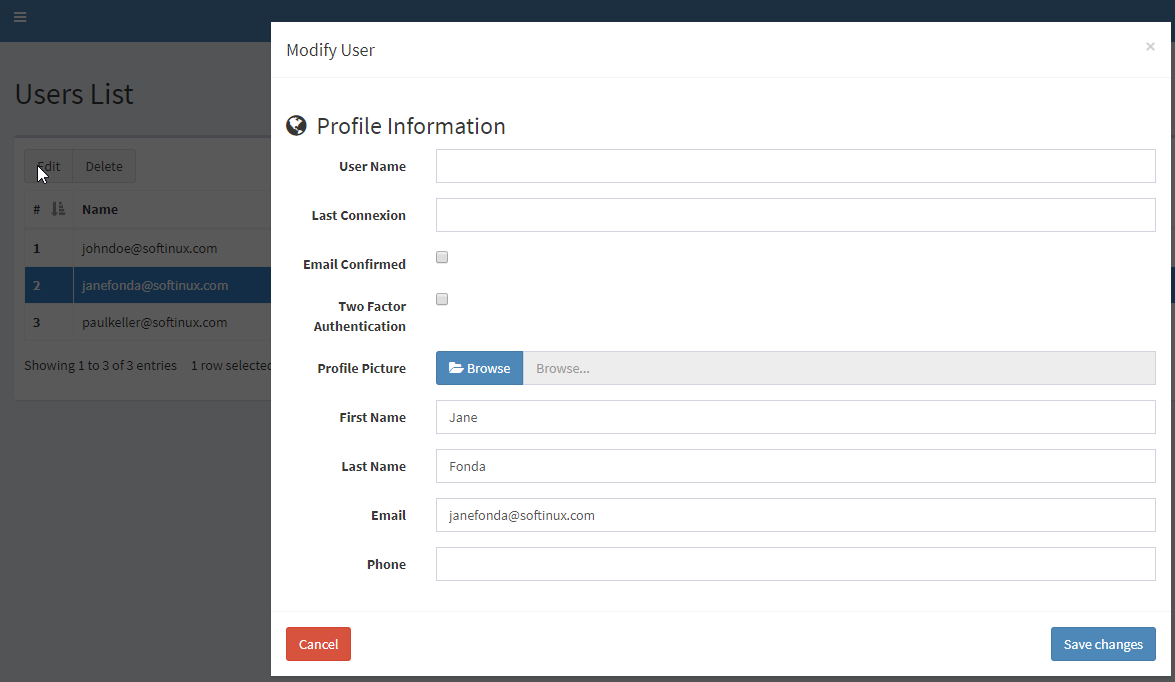 Modify User
×
Users List
Profile Information
Edit Delete
User Name
# Name
Last Connexion
1 johndoe@softinux.com
Email Confirmed
2 janefonda@softinux.com
Two Factor
Authentication
3 paulkeller@softinux.com
Showing 1 to 3 of 3 entries 1 row selected
Profile Picture Browse Browse...
First Name Jane
Last Name Fonda
Email janefonda@softinux.com
Phone
Cancel Save changes